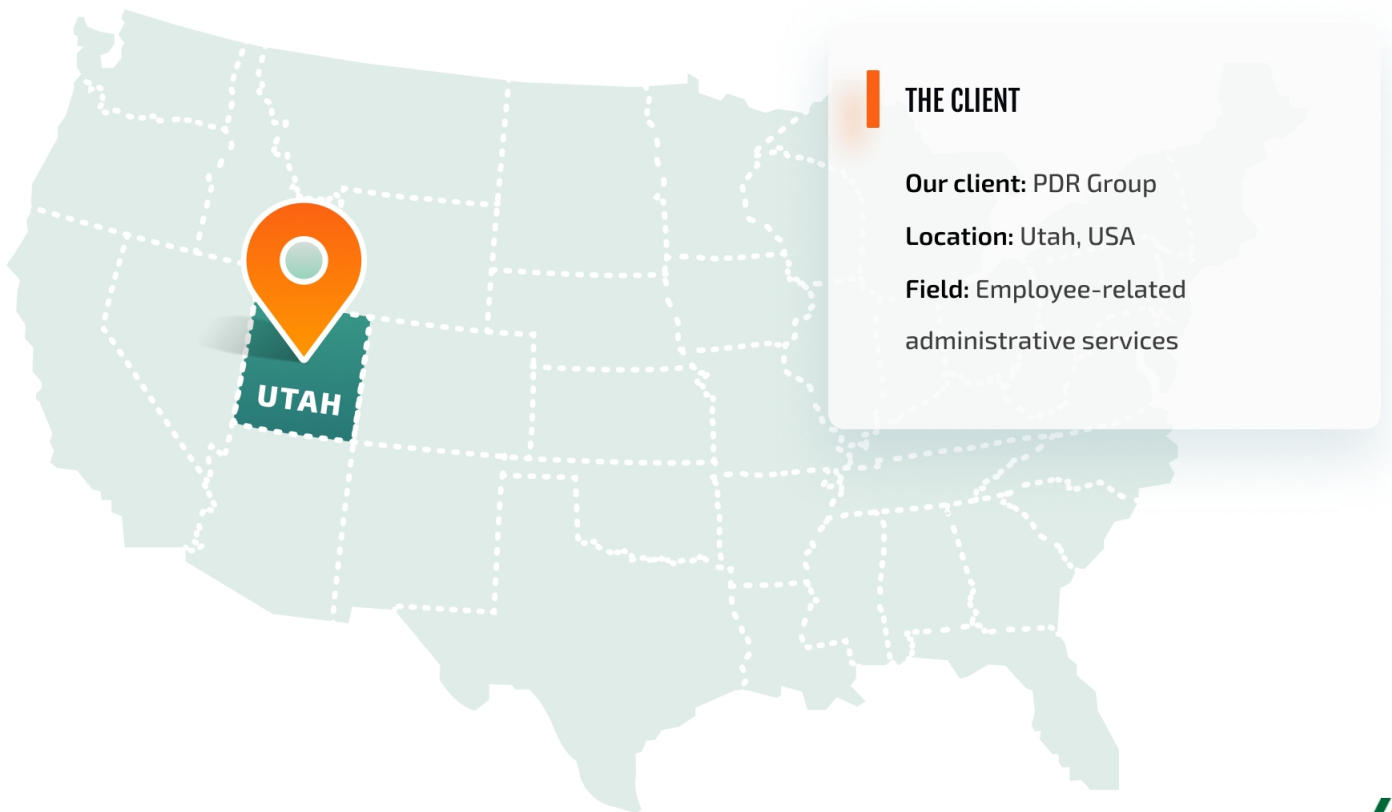 THE CLIENT
Our client: PDR Group
Location: Utah, USA
Field: Employee-related
administrative services
UTAH